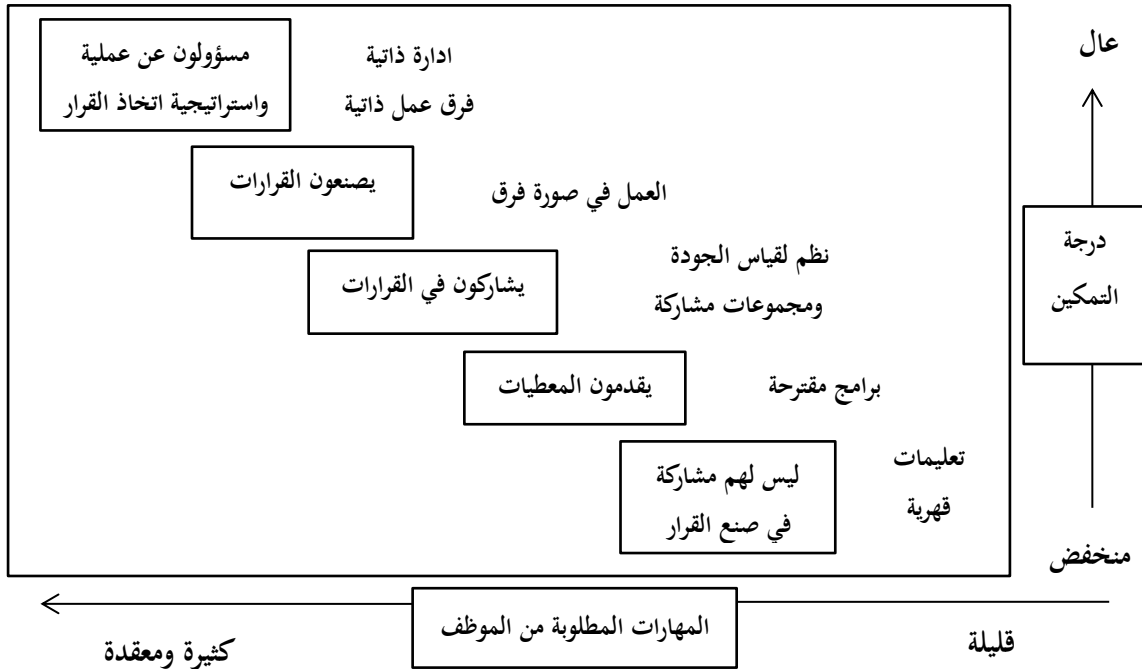 عال
ادارة ذاتية
فرق عمل ذاتية
مسؤولون عن عملية
واستراتيجية اتخاذ القرار
العمل في صورة فرق
يصنعون القرارات
درجة
التمكين
نظم لقياس الجودة
ومجموعات مشاركة
يشاركون في القرارات
برامج مقترحة
يقدمون المعطيات
تعليمات
قهرية
ليس لهم مشاركة
في صنع القرار
منخفض
قليلة
المهارات المطلوبة من الموظف
كثيرة ومعقدة